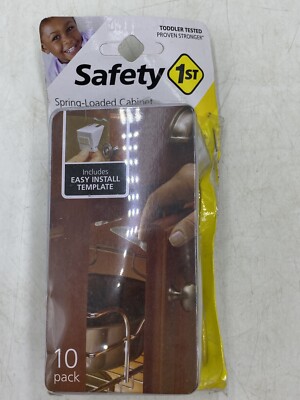 TODDLER TESTED
PROVEN STRONGER*
Safety 1ST
Spring-Loaded Cabinet
Includes
EASY INSTALL
TEMPLATE
10
pack